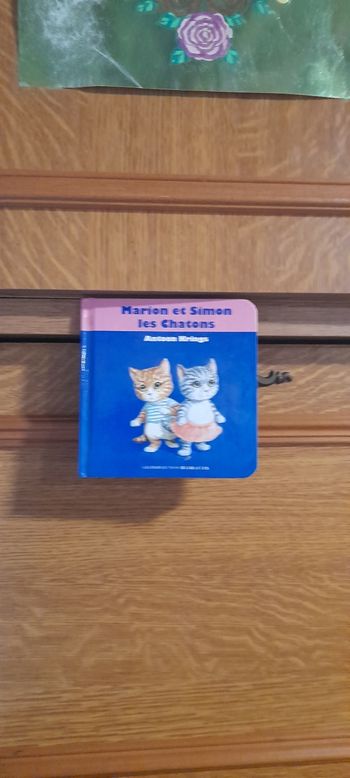 Marion et Simon
les Chatons
Antoon Krings